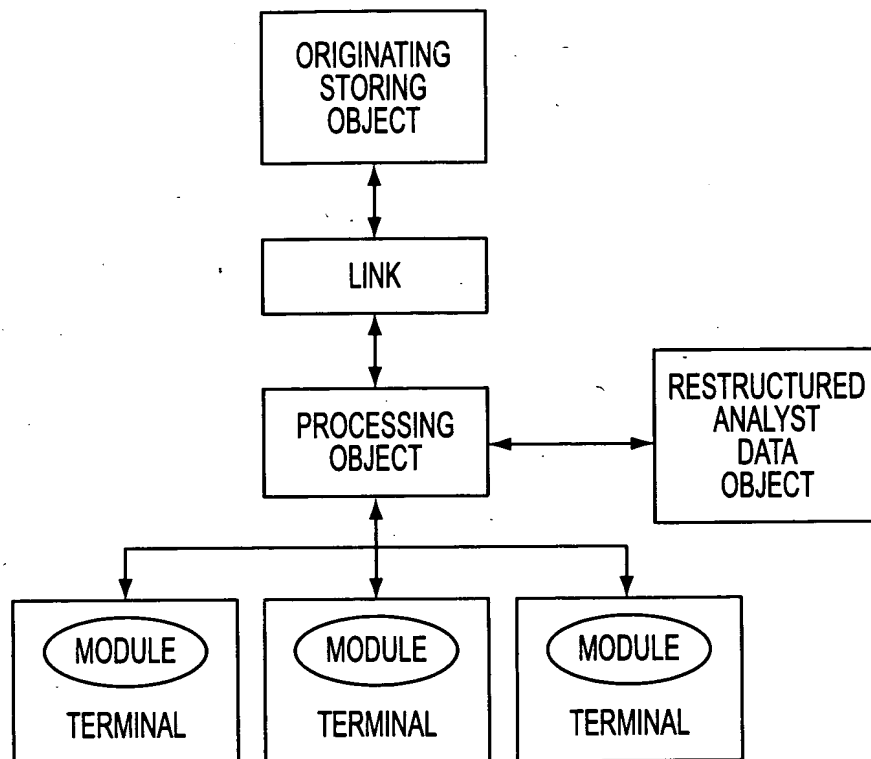 ORIGINATING
STORING
OBJECT
LINK
PROCESSING
OBJECT
RESTRUCTURED
ANALYST
DATA
OBJECT
MODULE
TERMINAL
MODULE
TERMINAL
MODULE
TERMINAL